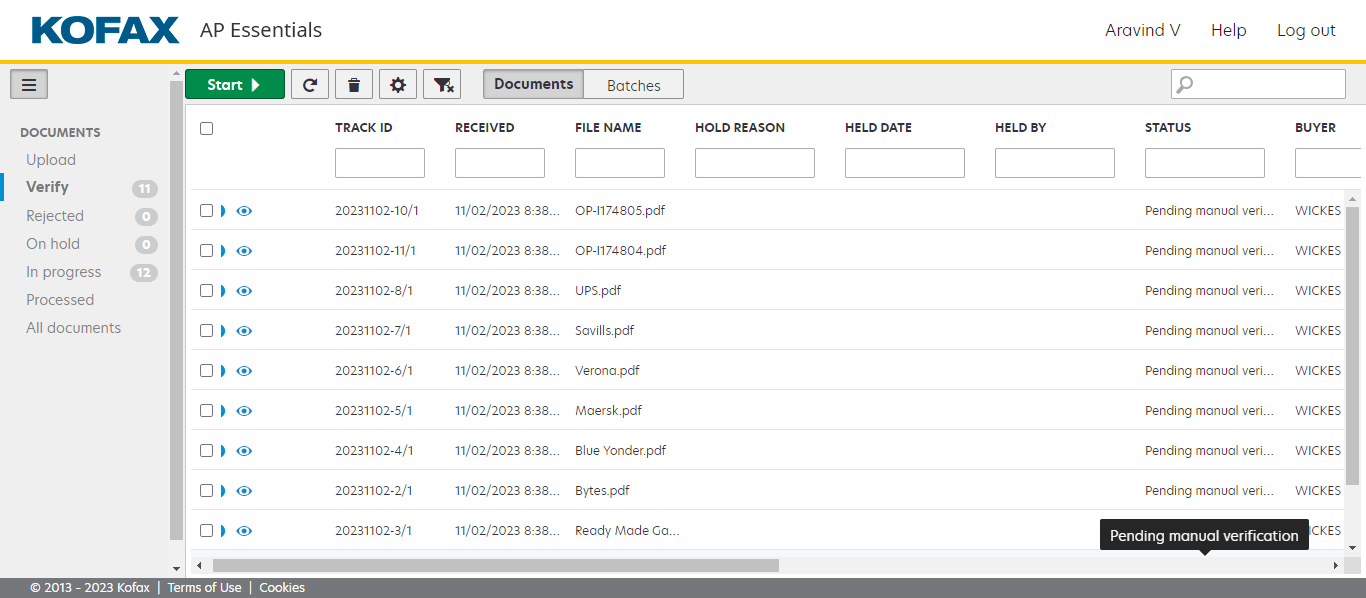 KOFAX AP Essentials Aravind V Help Log out
Start Documents Batches
DOCUMENTS
Upload
Verify 11
Rejected 0
On hold 0
In progress 12
Processed
All documents
TRACK ID RECEIVED FILE NAME HOLD REASON HELD DATE HELD BY STATUS BUYER
20231102-10/1 11/02/2023 8:38... OP-I174805.pdf Pending manual veri... WICKES
20231102-11/1 11/02/2023 8:38... OP-I174804.pdf Pending manual veri... WICKES
20231102-8/1 11/02/2023 8:38... UPS.pdf Pending manual veri... WICKES
20231102-7/1 11/02/2023 8:38... Savills.pdf Pending manual veri... WICKES
20231102-6/1 11/02/2023 8:38... Verona.pdf Pending manual veri... WICKES
20231102-5/1 11/02/2023 8:38... Maersk.pdf Pending manual veri... WICKES
20231102-4/1 11/02/2023 8:38... Blue Yonder.pdf Pending manual veri... WICKES
20231102-2/1 11/02/2023 8:38... Bytes.pdf Pending manual veri... WICKES
20231102-3/1 11/02/2023 8:38... Ready Made Ga...
Pending manual verification
© 2013 - 2023 Kofax | Terms of Use | Cookies